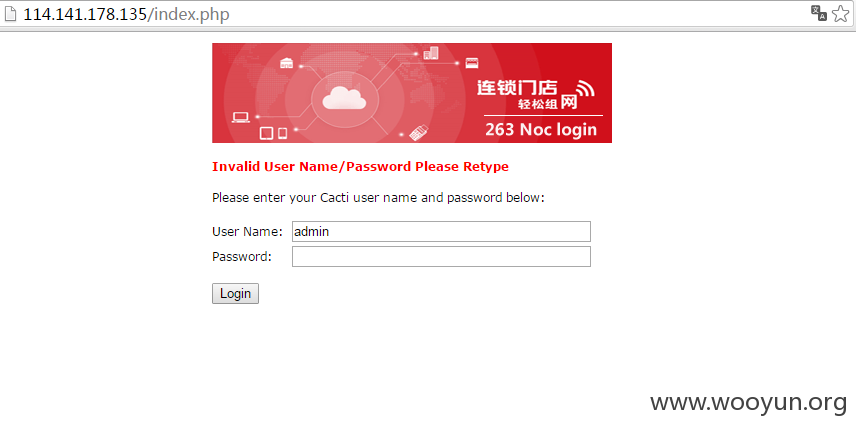 114.141.178.135/index.php
连锁门店
轻松组网
263 Noc login
Invalid User Name/Password Please Retype
Please enter your Cacti user name and password below:
User Name: admin
Password:
Login
www.wooyun.org